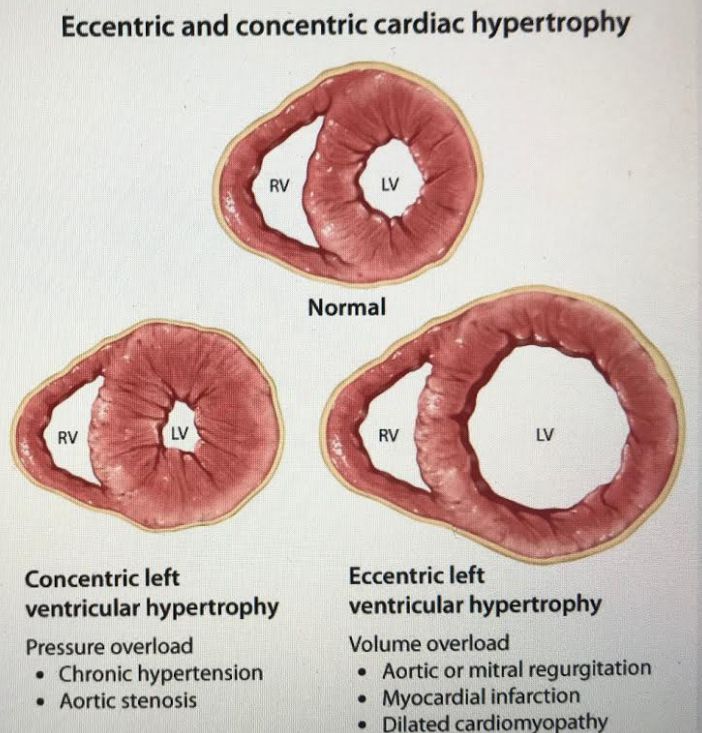 Eccentric and concentric cardiac hypertrophy
RV
LV
Normal
RV
LV
RV
LV
Concentric left
ventricular hypertrophy
Pressure overload
• Chronic hypertension
• Aortic stenosis
Eccentric left
ventricular hypertrophy
Volume overload
• Aortic or mitral regurgitation
• Myocardial infarction
• Dilated cardiomyopathy